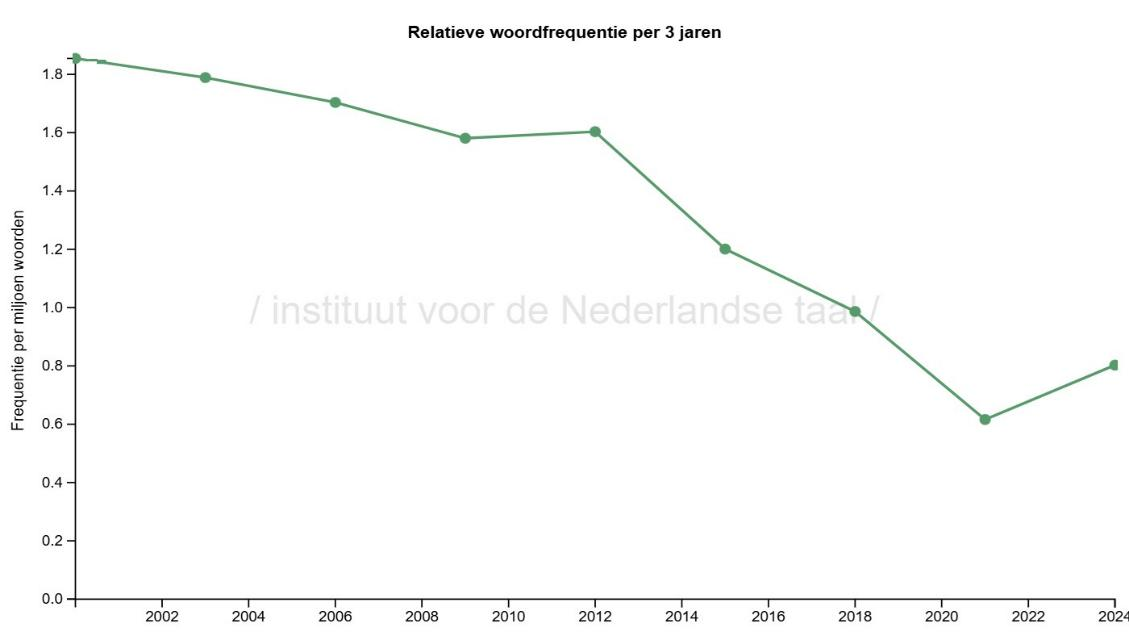 Relatieve woordfrequentie per 3 jaren
1.8
1.6
1.4
1.2
1.0
0.8
0.6
0.4
0.2
0.0
Frequentie per miljoen woorden
/ instituut voor de Nederlandse taal /
2002 2004 2006 2008 2010 2012 2014 2016 2018 2020 2022 2024